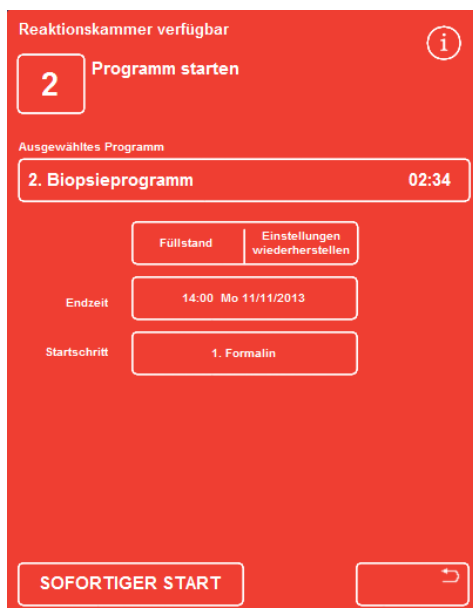 Reaktionskammer verfügbar
i
2
Programm starten
Ausgewähltes Programm
2. Biopsieprogramm 02:34
Füllstand
Einstellungen
wiederherstellen
Endzeit 14:00 Mo 11/11/2013
Startschritt 1. Formalin
SOFORTIGER START